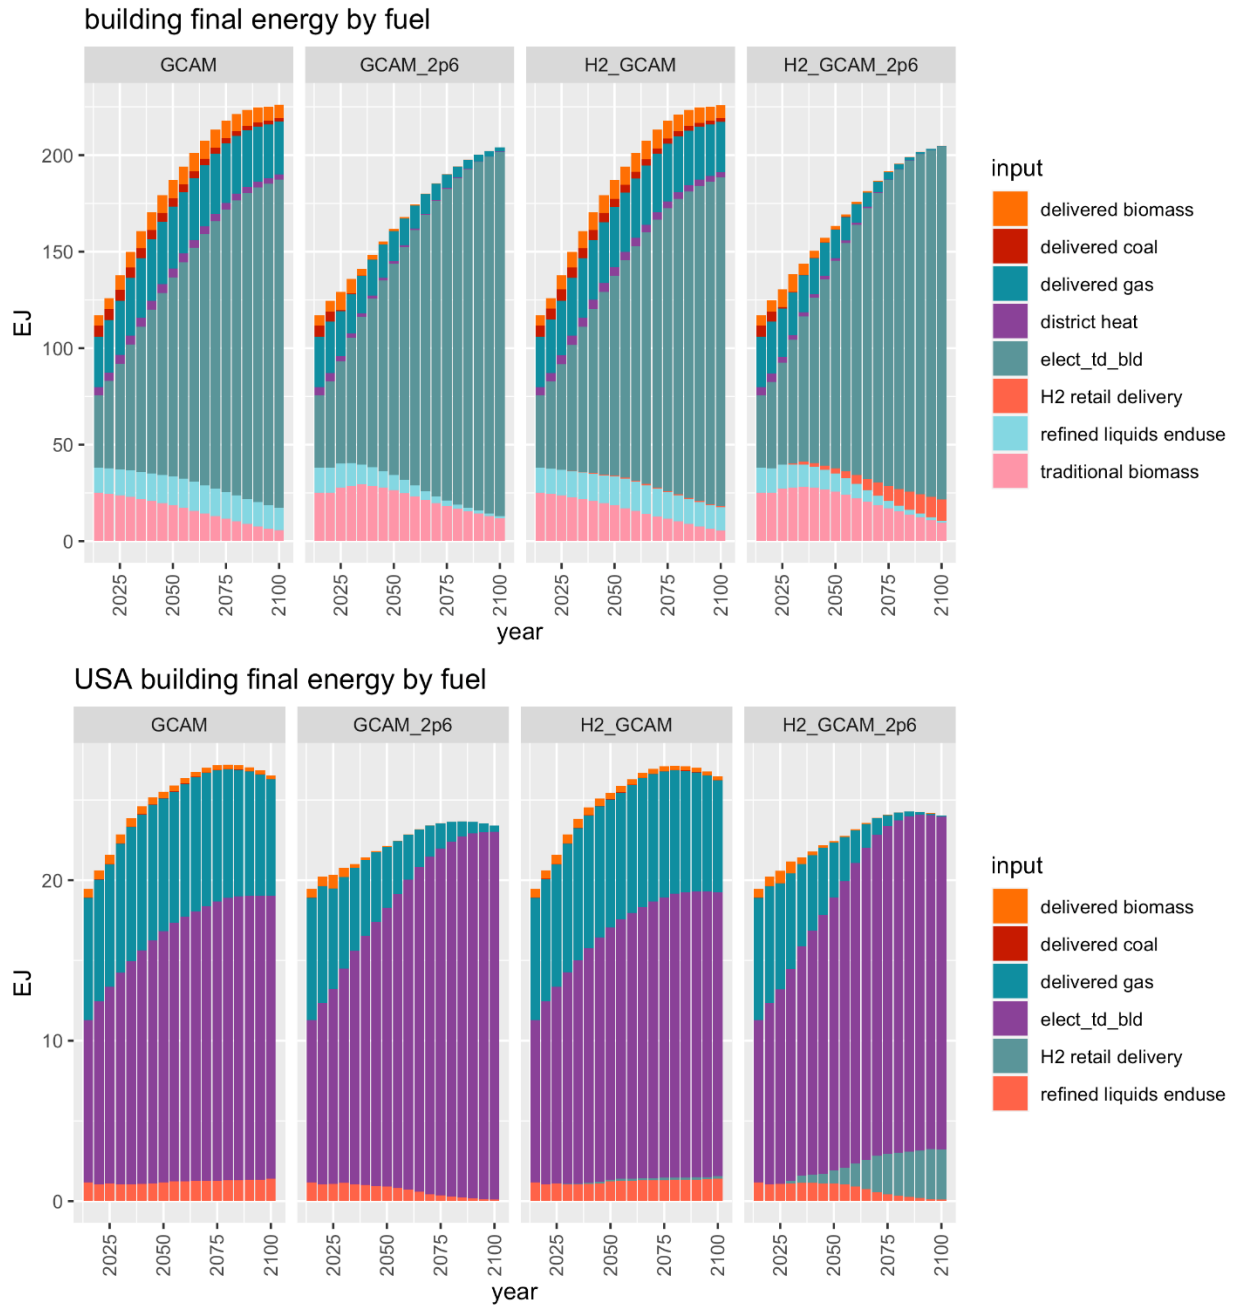 building final energy by fuel
GCAM
GCAM_2p6
H2_GCAM
H2_GCAM_2p6
EJ
200
150
100
50
0
2025
2050
2075
2100
2025
2050
2075
2100
2025
2050
2075
2100
2025
2050
2075
2100
year
input
delivered biomass
delivered coal
delivered gas
district heat
elect_td_bld
H2 retail delivery
refined liquids enduse
traditional biomass
USA building final energy by fuel
GCAM
GCAM_2p6
H2_GCAM
H2_GCAM_2p6
EJ
20
10
0
2025
2050
2075
2100
2025
2050
2075
2100
2025
2050
2075
2100
2025
2050
2075
2100
year
input
delivered biomass
delivered coal
delivered gas
elect_td_bld
H2 retail delivery
refined liquids enduse